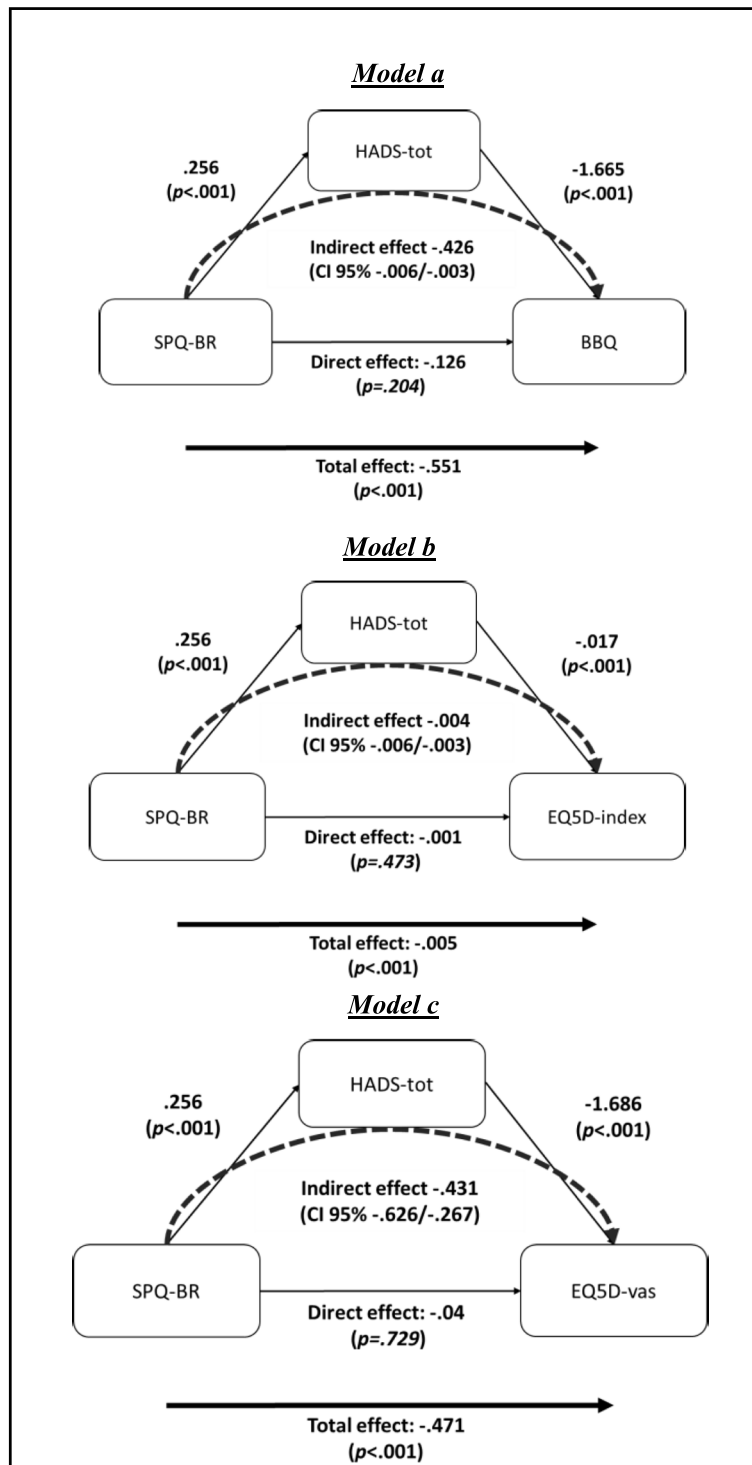 Model a
HADS-tot
.256
(p<.001)
-1.665
(p<.001)
Indirect effect -.426
(CI 95% -.006/-.003)
SPQ-BR
BBQ
Direct effect: -.126
(p=.204)
Total effect: -.551
(p<.001)
Model b
HADS-tot
.256
(p<.001)
-.017
(p<.001)
Indirect effect -.004
(CI 95% -.006/-.003)
SPQ-BR
EQ5D-index
Direct effect: -.001
(p=.473)
Total effect: -.005
(p<.001)
Model c
HADS-tot
.256
(p<.001)
-1.686
(p<.001)
Indirect effect -.431
(CI 95% -.626/-.267)
SPQ-BR
EQ5D-vas
Direct effect: -.04
(p=.729)
Total effect: -.471
(p<.001)